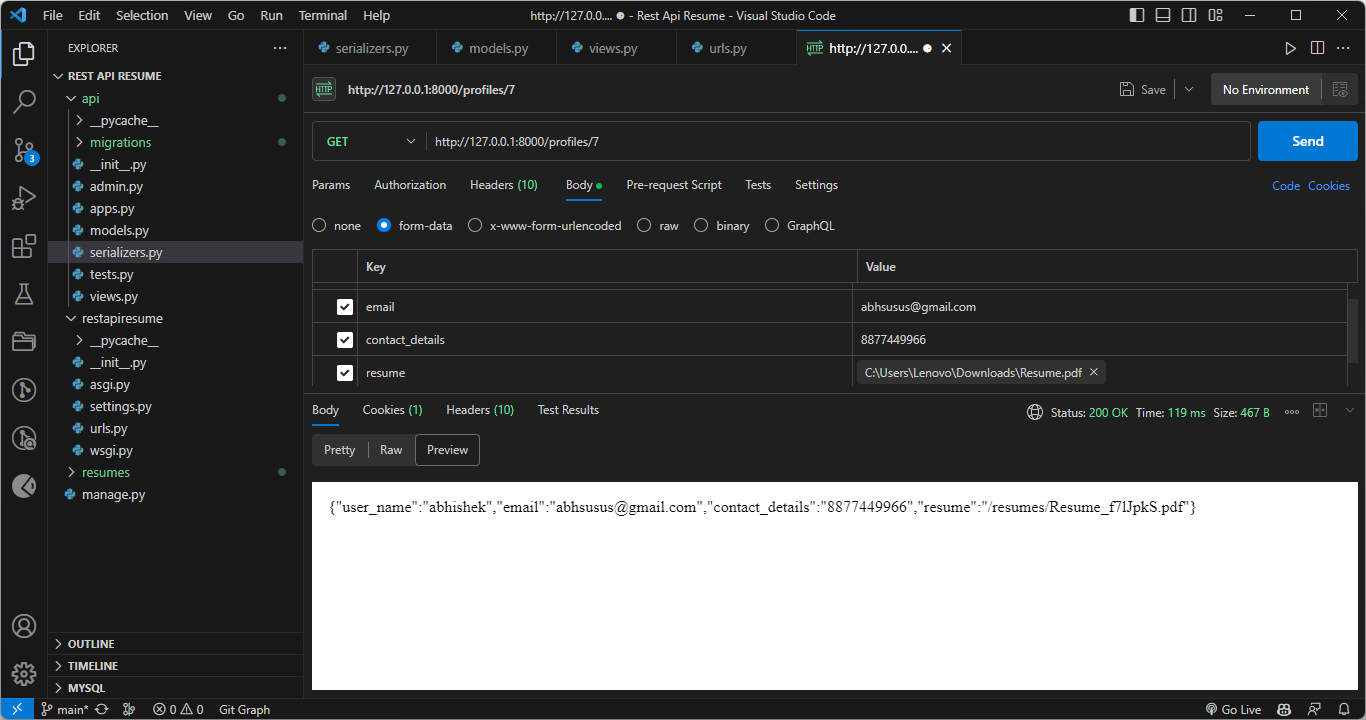 File Edit Selection View Go Run Terminal Help http://127.0.0.... ● - Rest Api Resume - Visual Studio Code
EXPLORER
REST API RESUME
api
__pycache__
migrations
__init__.py
admin.py
apps.py
models.py
serializers.py
tests.py
views.py
restapiresume
__pycache__
__init__.py
asgi.py
settings.py
urls.py
wsgi.py
resumes
manage.py
OUTLINE
TIMELINE
MYSQL
3
serializers.py models.py views.py urls.py HTTP http://127.0.0....
HTTP http://127.0.0.1:8000/profiles/7 Save No Environment
GET http://127.0.0.1:8000/profiles/7 Send
Params Authorization Headers (10) Body Pre-request Script Tests Settings Code Cookies
none form-data x-www-form-urlencoded raw binary GraphQL
Key Value
email abhsusus@gmail.com
contact_details 8877449966
resume C:\Users\Lenovo\Downloads\Resume.pdf
Body Cookies (1) Headers (10) Test Results Status: 200 OK Time: 119 ms Size: 467 B
Pretty Raw Preview
{"user_name":"abhishek","email":"abhsusus@gmail.com","contact_details":"8877449966","resume":"/resumes/Resume_f7lJpkS.pdf"}
main* 0 0 Git Graph Go Live